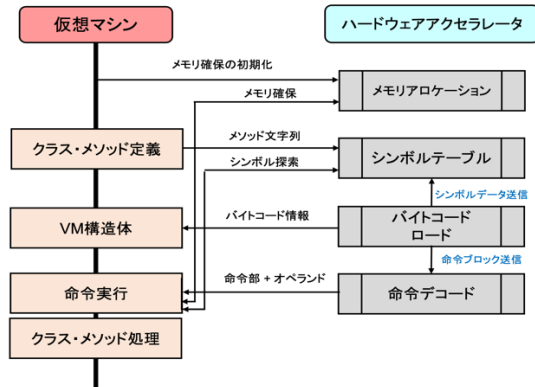 仮想マシン
ハードウェアアクセラレータ
メモリ確保の初期化
メモリ確保
メモリアロケーション
クラス・メソッド定義
メソッド文字列
シンボル探索
シンボルテーブル
シンボルデータ送信
VM構造体
バイトコード情報
バイトコード
ロード
命令ブロック送信
命令実行
命令部 + オペランド
命令デコード
クラス・メソッド処理